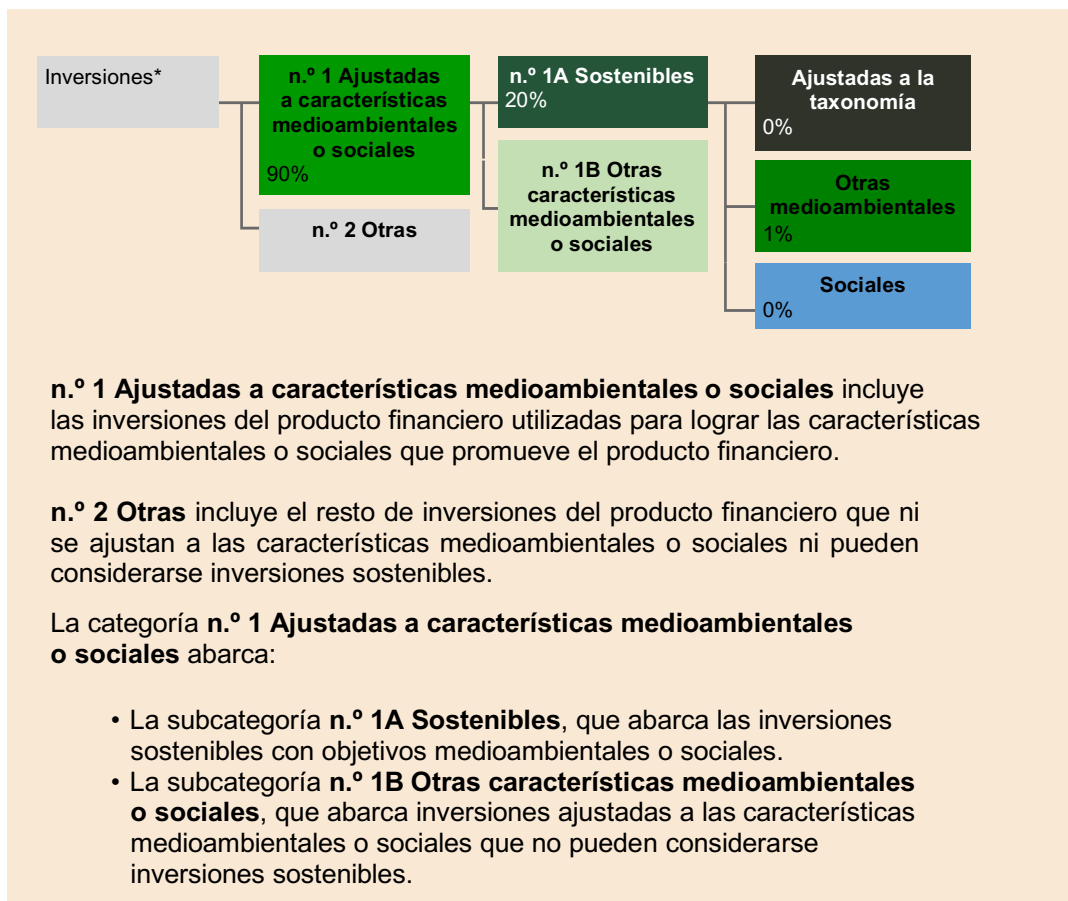 Inversiones*
n.º 1 Ajustadas
a características
medioambientales
o sociales
90%
n.º 2 Otras
n.º 1A Sostenibles
20%
n.º 1B Otras
características
medioambientales
o sociales
Ajustadas a la
taxonomía
0%
Otras
medioambientales
1%
Sociales
0%
n.º 1 Ajustadas a características medioambientales o sociales incluye
las inversiones del producto financiero utilizadas para lograr las características
medioambientales o sociales que promueve el producto financiero.
n.º 2 Otras incluye el resto de inversiones del producto financiero que ni
se ajustan a las características medioambientales o sociales ni pueden
considerarse inversiones sostenibles.
La categoría n.º 1 Ajustadas a características medioambientales
o sociales abarca:
• La subcategoría n.º 1A Sostenibles, que abarca las inversiones
sostenibles con objetivos medioambientales o sociales.
• La subcategoría n.º 1B Otras características medioambientales
o sociales, que abarca inversiones ajustadas a las características
medioambientales o sociales que no pueden considerarse
inversiones sostenibles.